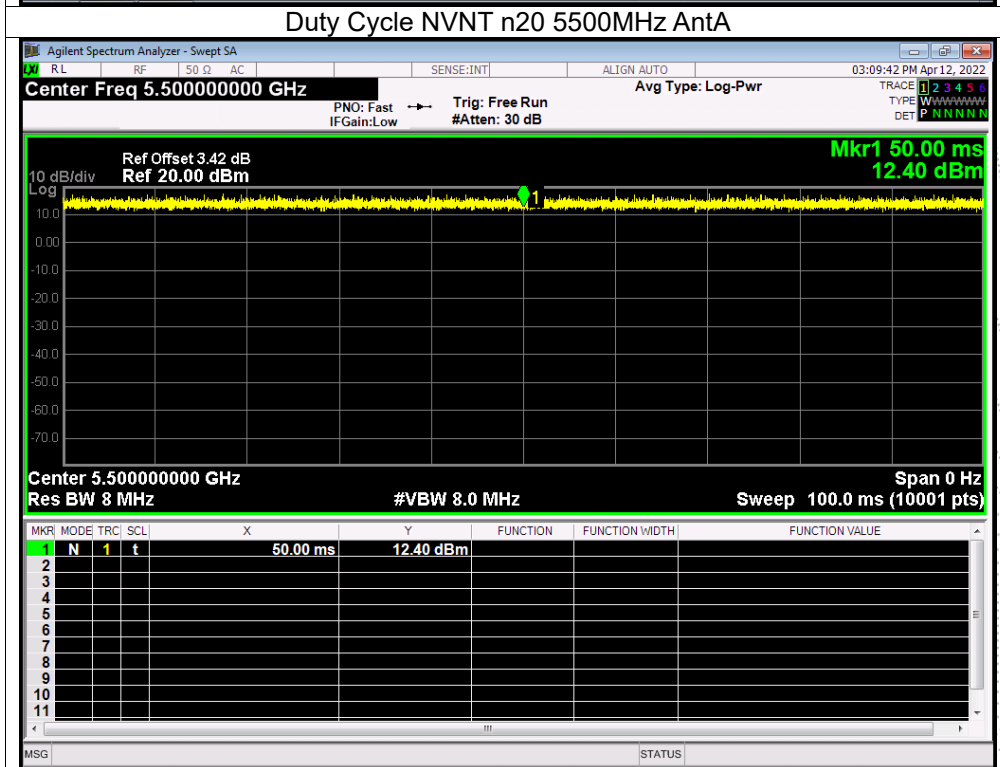 Duty Cycle NVNT n20 5500MHz AntA
Agilent Spectrum Analyzer - Swept SA
LXI RL RF 50 Ω AC SENSE:INT ALIGN AUTO 03:09:42 PM Apr 12, 2022
Center Freq 5.500000000 GHz
PNO: Fast
IFGain:Low
Trig: Free Run
#Atten: 30 dB
Avg Type: Log-Pwr
TRACE 1 2 3 4 5 6
TYPE WWWWWW
DET P N N N N N
Mkr1 50.00 ms
12.40 dBm
Ref Offset 3.42 dB
10 dB/div Ref 20.00 dBm
Log
1
10.0
0.00
-10.0
-20.0
-30.0
-40.0
-50.0
-60.0
-70.0
Center 5.500000000 GHz Span 0 Hz
Res BW 8 MHz #VBW 8.0 MHz Sweep 100.0 ms (10001 pts)
MKR MODE TRC SCL X Y FUNCTION FUNCTION WIDTH FUNCTION VALUE
1 N 1 t 50.00 ms 12.40 dBm
2
3
4
5
6
7
8
9
10
11
MSG STATUS